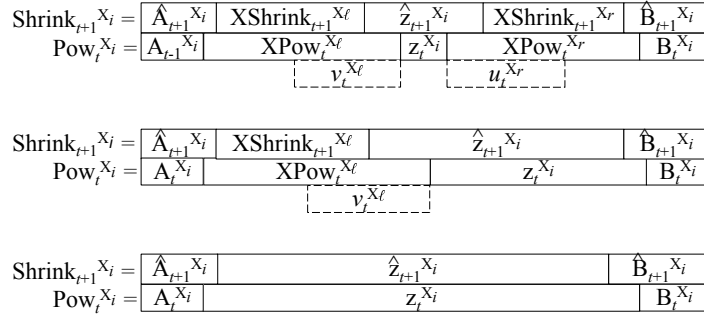 Shrink_{t+1}^{X_i} = Â_{t+1}^{X_i} XShrink_{t+1}^{X_ℓ} ẑ_{t+1}^{X_i} XShrink_{t+1}^{X_r} B̂_{t+1}^{X_i}
Pow_t^{X_i} = A_{t-1}^{X_i} XPow_t^{X_ℓ} z_t^{X_i} XPow_t^{X_r} B_t^{X_i}
v_t^{X_ℓ} u_t^{X_r}
Shrink_{t+1}^{X_i} = Â_{t+1}^{X_i} XShrink_{t+1}^{X_ℓ} ẑ_{t+1}^{X_i} B̂_{t+1}^{X_i}
Pow_t^{X_i} = A_t^{X_i} XPow_t^{X_ℓ} z_t^{X_i} B_t^{X_i}
v_t^{X_ℓ}
Shrink_{t+1}^{X_i} = Â_{t+1}^{X_i} ẑ_{t+1}^{X_i} B̂_{t+1}^{X_i}
Pow_t^{X_i} = A_t^{X_i} z_t^{X_i} B_t^{X_i}